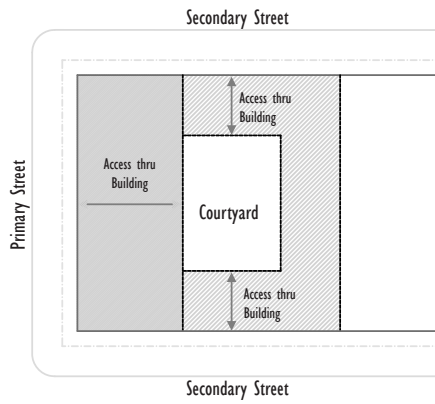 Secondary Street
Access thru
Building
Access thru
Building
Primary Street
Courtyard
Access thru
Building
Secondary Street